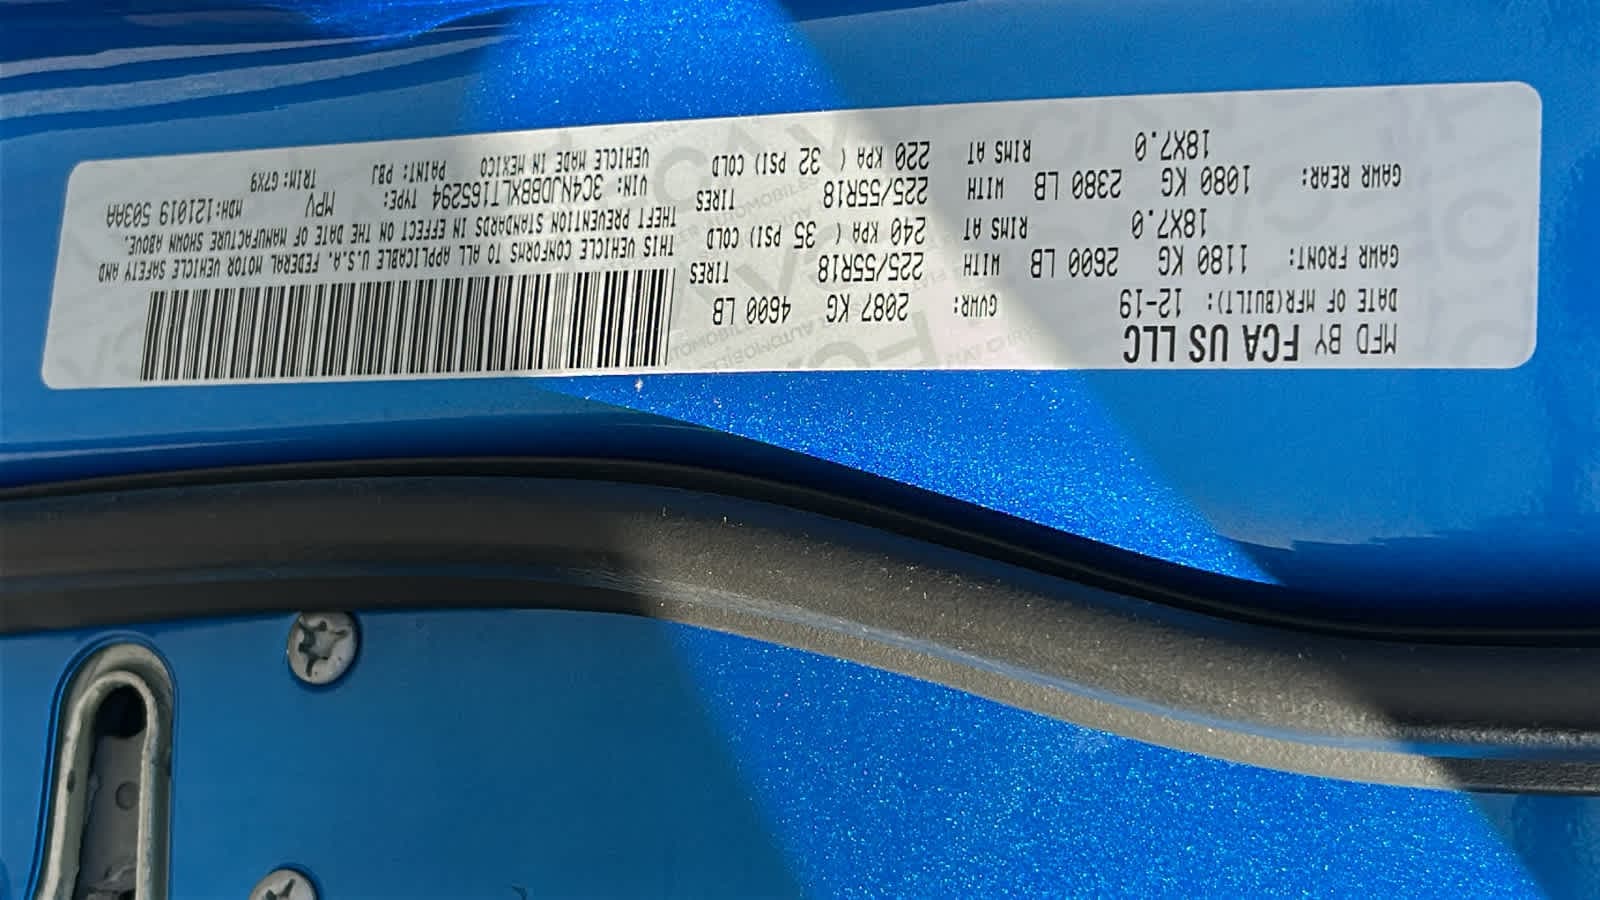 MFD BY FCA US LLC
DATE OF MFR(BUILT): 12-19 GVWR: 2087 KG 4600 LB
GAWR FRONT: 1180 KG 2600 LB WITH 225/55R18 TIRES
18X7.0 RIMS AT 240 KPA ( 35 PSI) COLD
GAWR REAR: 1080 KG 2380 LB WITH 225/55R18 TIRES
18X7.0 RIMS AT 220 KPA ( 32 PSI) COLD
THIS VEHICLE CONFORMS TO ALL APPLICABLE U.S.A. FEDERAL MOTOR VEHICLE SAFETY AND
THEFT PREVENTION STANDARDS IN EFFECT ON THE DATE OF MANUFACTURE SHOWN ABOVE.
VIN: 3C4NJDBBXLT165294 TYPE: MPV MDH:121019 503AA
VEHICLE MADE IN MEXICO PAINT: PBJ TRIM: G7X9